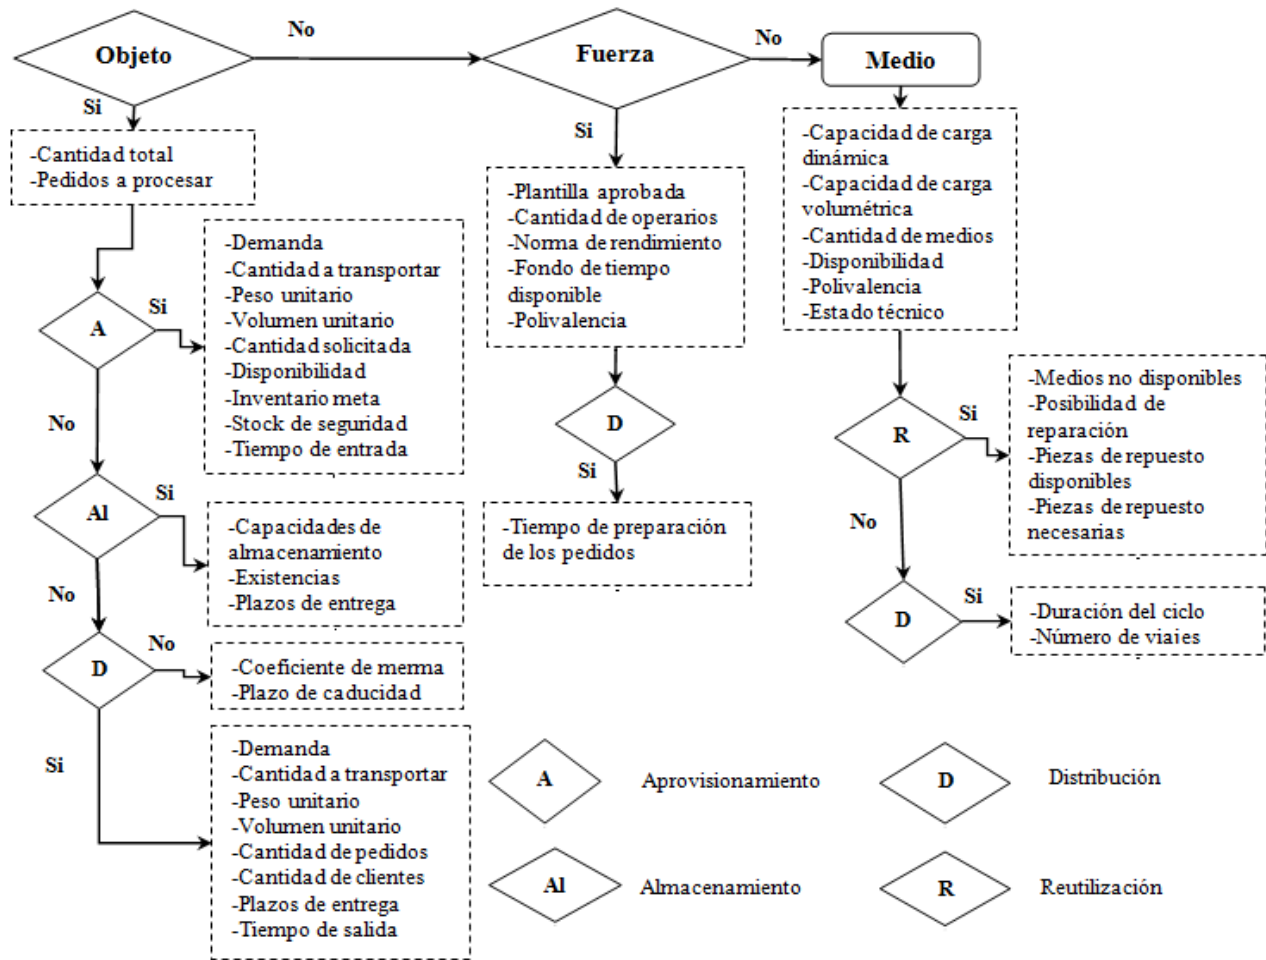 Objeto
No
Fuerza
No
Medio
Si
-Cantidad total
-Pedidos a procesar
A
Si
-Demanda
-Cantidad a transportar
-Peso unitario
-Volumen unitario
-Cantidad solicitada
-Disponibilidad
-Inventario meta
-Stock de seguridad
-Tiempo de entrada
No
Al
Si
-Capacidades de
almacenamiento
-Existencias
-Plazos de entrega
No
D
No
-Coeficiente de merma
-Plazo de caducidad
Si
-Demanda
-Cantidad a transportar
-Peso unitario
-Volumen unitario
-Cantidad de pedidos
-Cantidad de clientes
-Plazos de entrega
-Tiempo de salida
Si
-Plantilla aprobada
-Cantidad de operarios
-Norma de rendimiento
-Fondo de tiempo
disponible
-Polivalencia
D
Si
-Tiempo de preparación
de los pedidos
-Capacidad de carga
dinámica
-Capacidad de carga
volumétrica
-Cantidad de medios
-Disponibilidad
-Polivalencia
-Estado técnico
R
Si
-Medios no disponibles
-Posibilidad de
reparación
-Piezas de repuesto
disponibles
-Piezas de repuesto
necesarias
No
D
Si
-Duración del ciclo
-Número de viajes
A
Aprovisionamiento
D
Distribución
Al
Almacenamiento
R
Reutilización